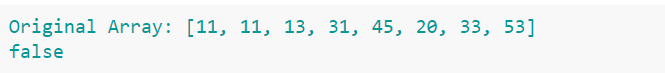 Original Array: [11, 11, 13, 31, 45, 20, 33, 53]
false